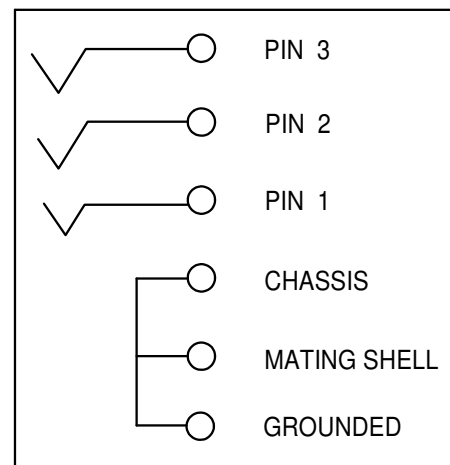 PIN 3
PIN 2
PIN 1
CHASSIS
MATING SHELL
GROUNDED